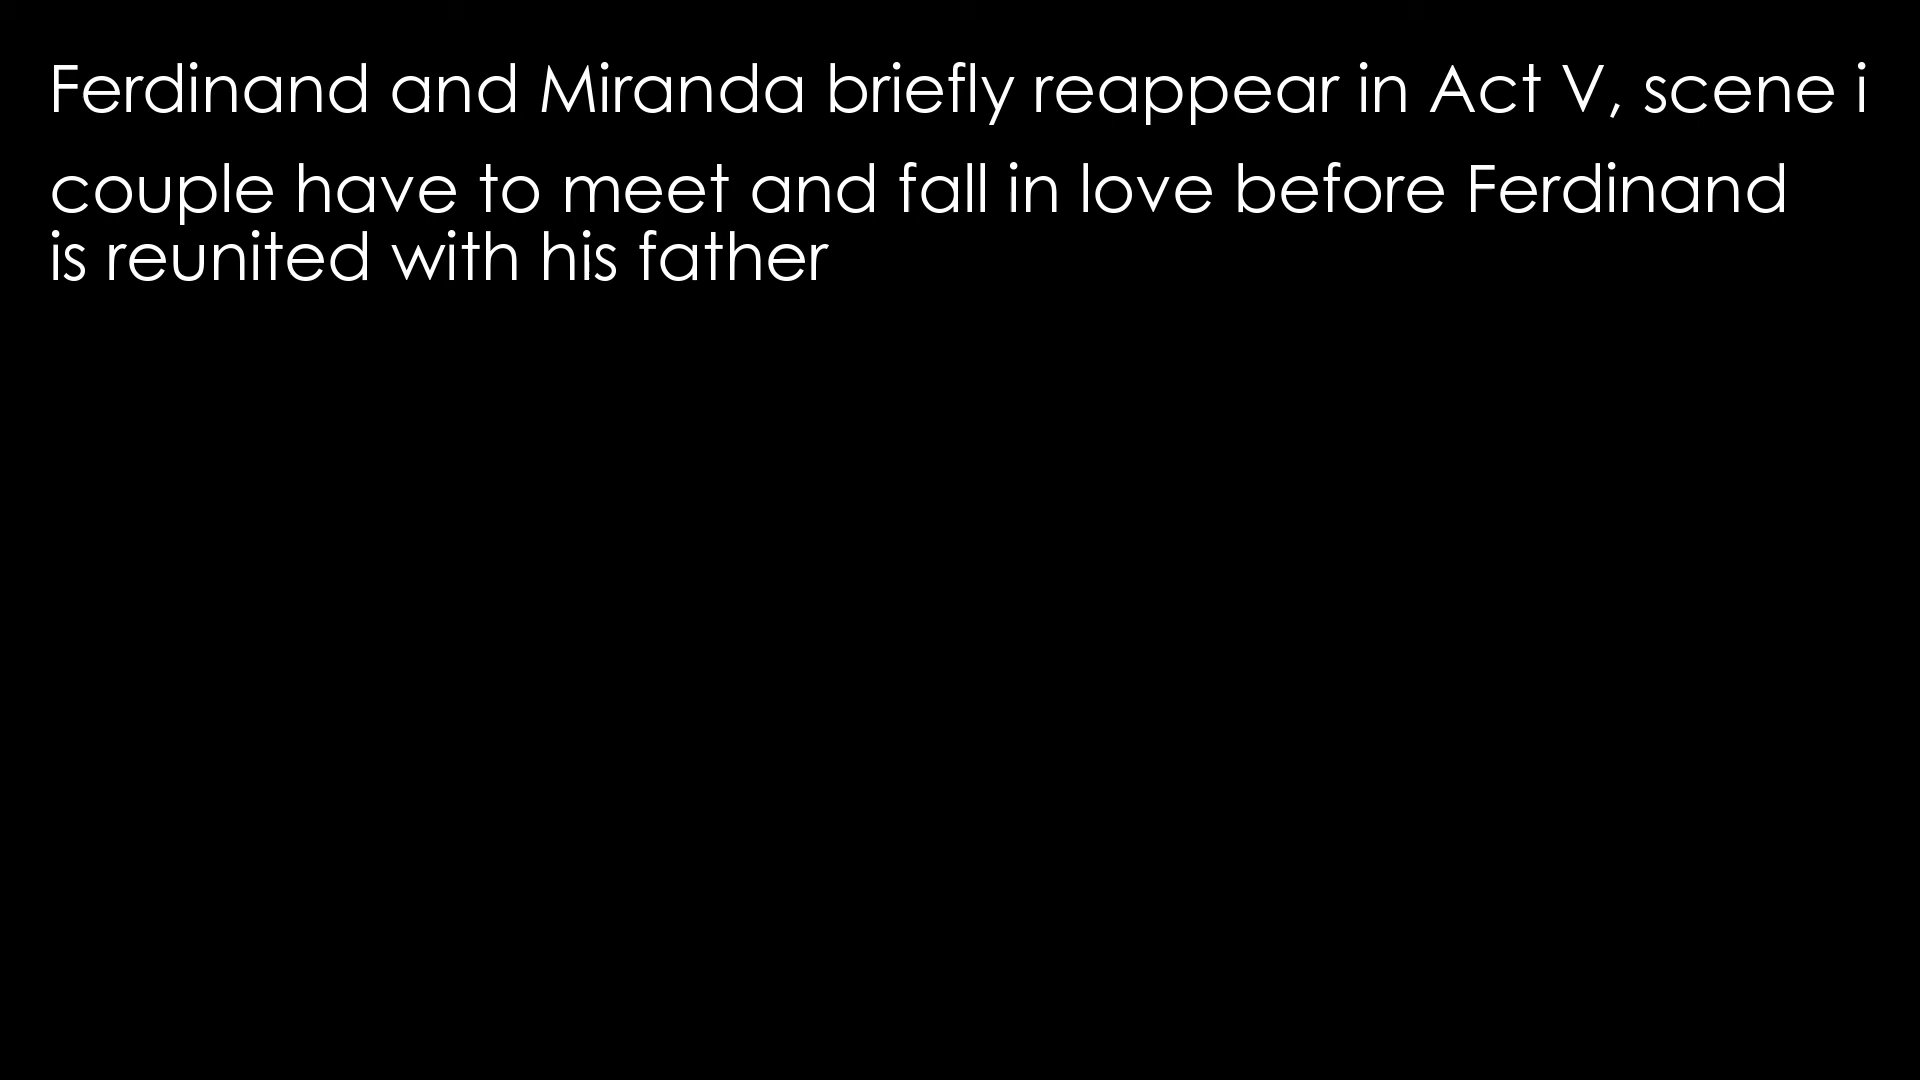 Ferdinand and Miranda briefly reappear in Act V, scene i
couple have to meet and fall in love before Ferdinand
is reunited with his father